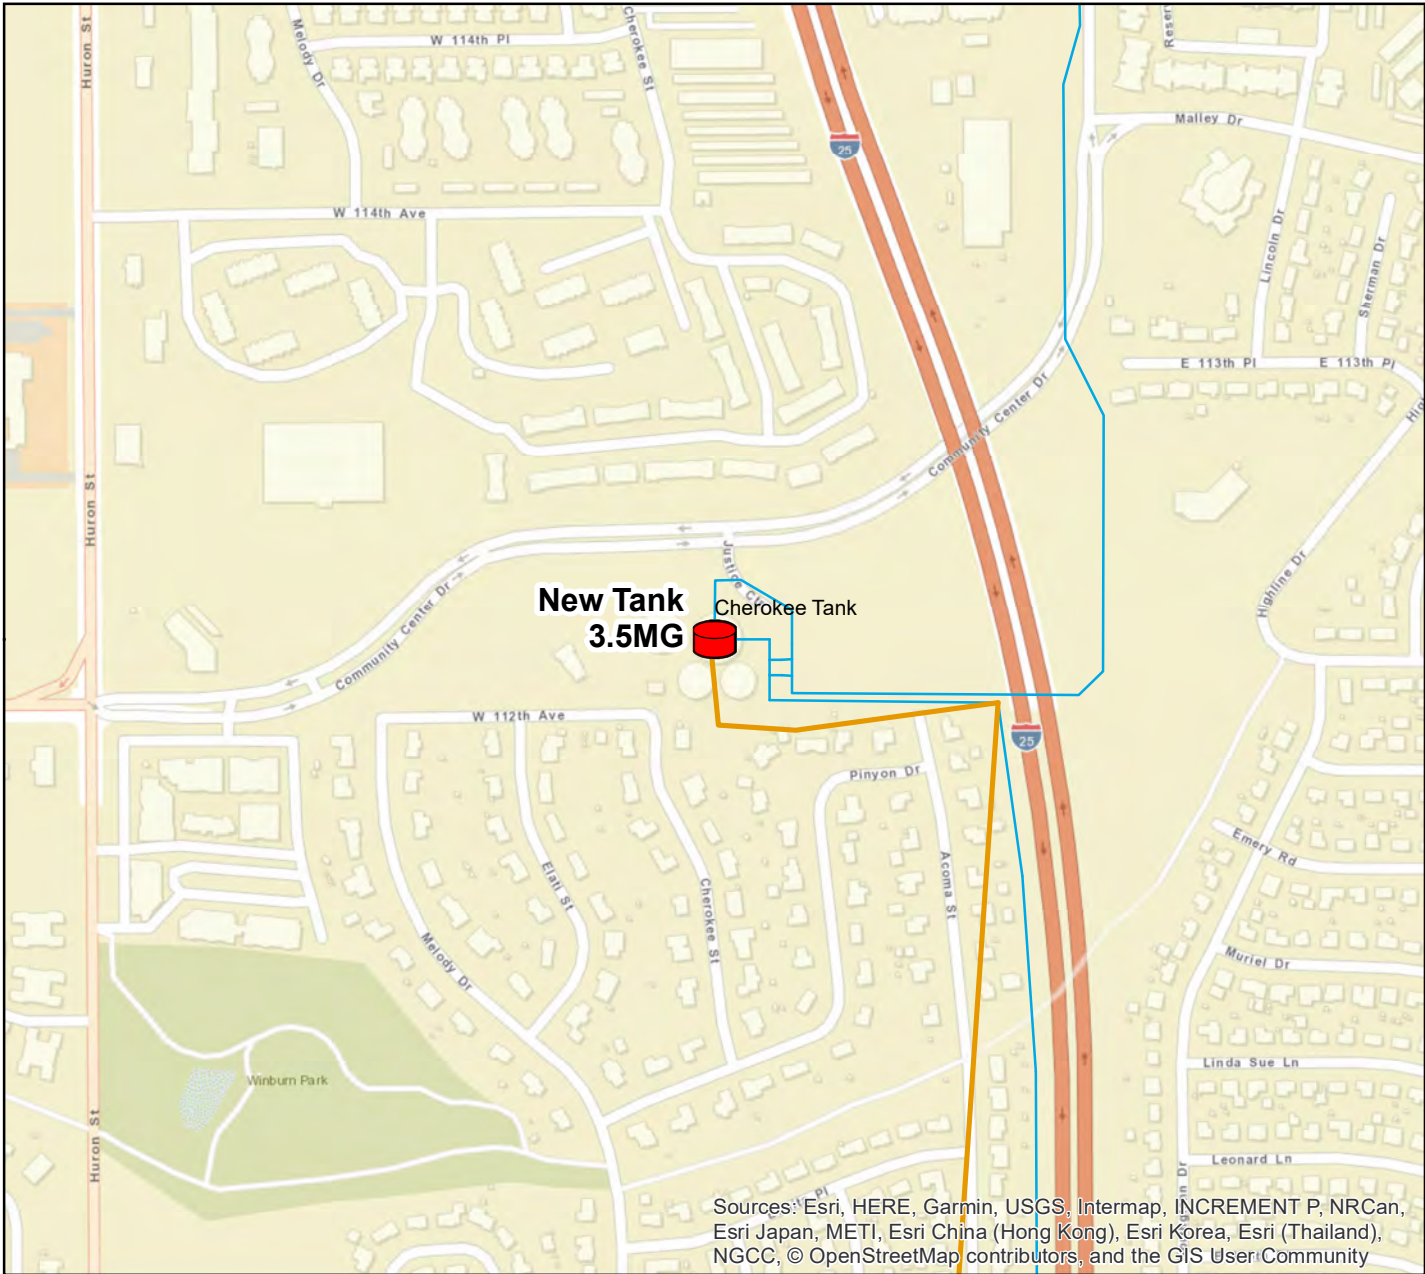 Huron St
Melody Dr
W 114th Pl
Cherokee St
25
Malley Dr
W 114th Ave
Lincoln Dr
Sherman Dr
E 113th Pl
E 113th Pl
Community Center Dr
Huron St
Justice Ct
Highline Dr
New Tank
3.5MG
Cherokee Tank
Community Center Dr
W 112th Ave
25
Pinyon Dr
Emery Rd
Elati St
Cherokee St
Acoma St
Melody Dr
Muriel Dr
Winburn Park
Linda Sue Ln
Huron St
Leonard Ln
Sources: Esri, HERE, Garmin, USGS, Intermap, INCREMENT P, NRCan,
Esri Japan, METI, Esri China (Hong Kong), Esri Korea, Esri (Thailand),
NGCC, © OpenStreetMap contributors, and the GIS User Community